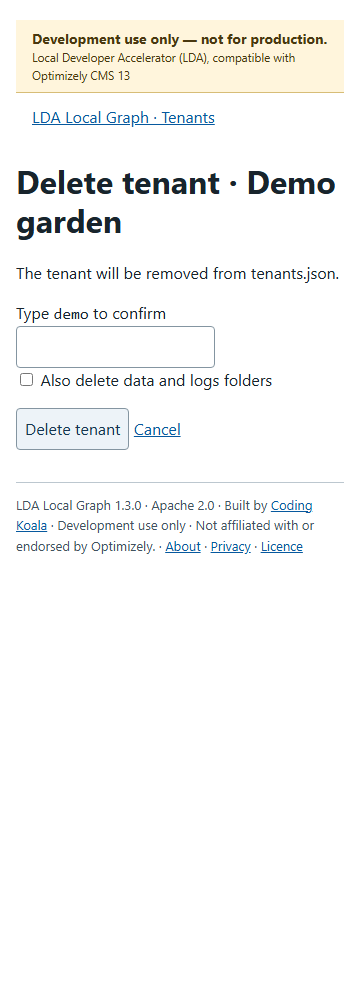 Development use only — not for production.
Local Developer Accelerator (LDA), compatible with
Optimizely CMS 13
LDA Local Graph · Tenants
Delete tenant · Demo
garden
The tenant will be removed from tenants.json.
Type demo to confirm
Also delete data and logs folders
Delete tenant Cancel
LDA Local Graph 1.3.0 · Apache 2.0 · Built by Coding
Koala · Development use only · Not affiliated with or
endorsed by Optimizely. · About · Privacy · Licence